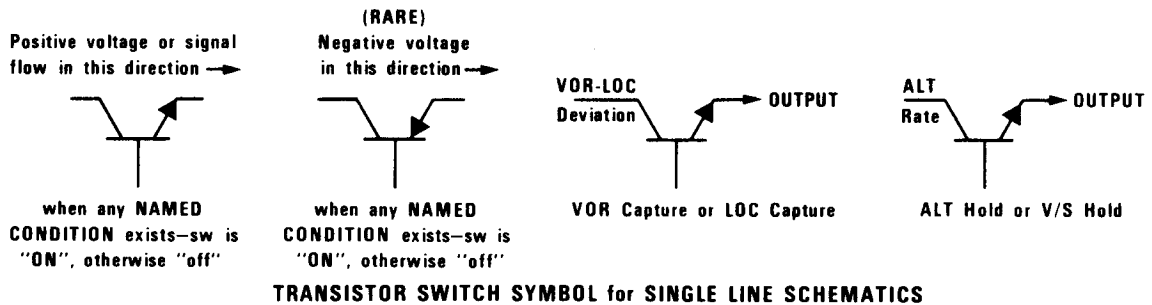 Positive voltage or signal
flow in this direction →
when any NAMED
CONDITION exists–sw is
"ON", otherwise "off"
(RARE)
Negative voltage
in this direction →
when any NAMED
CONDITION exists–sw is
"ON", otherwise "off"
VOR-LOC
Deviation
OUTPUT
VOR Capture or LOC Capture
ALT
Rate
OUTPUT
ALT Hold or V/S Hold
TRANSISTOR SWITCH SYMBOL for SINGLE LINE SCHEMATICS